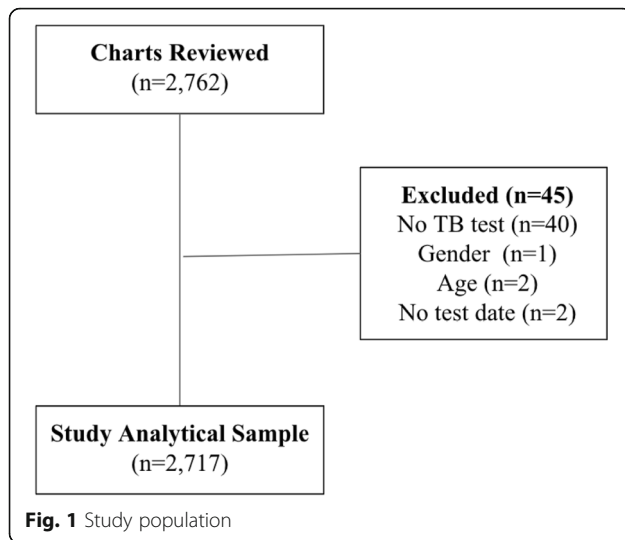 Charts Reviewed
(n=2,762)
Excluded (n=45)
No TB test (n=40)
Gender (n=1)
Age (n=2)
No test date (n=2)
Study Analytical Sample
(n=2,717)
Fig. 1 Study population